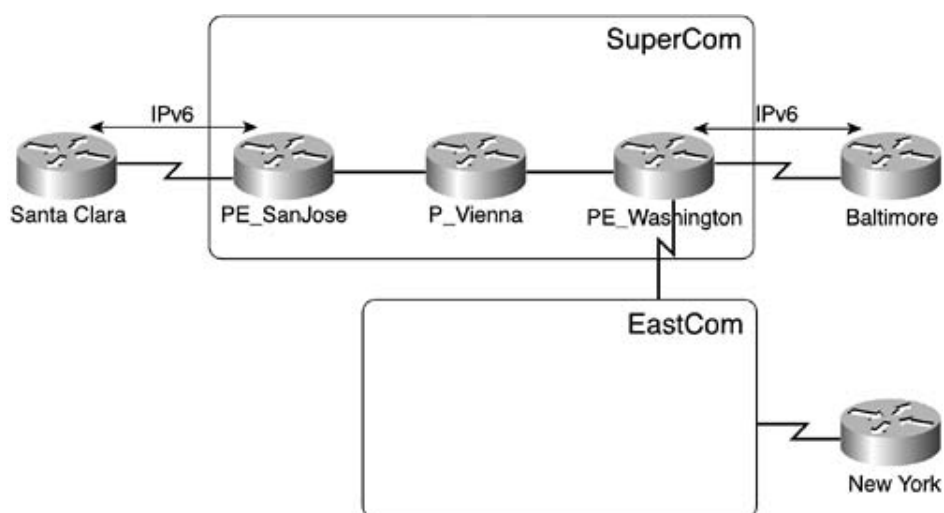 SuperCom
IPv6
IPv6
Santa Clara
PE_SanJose
P_Vienna
PE_Washington
Baltimore
EastCom
New York